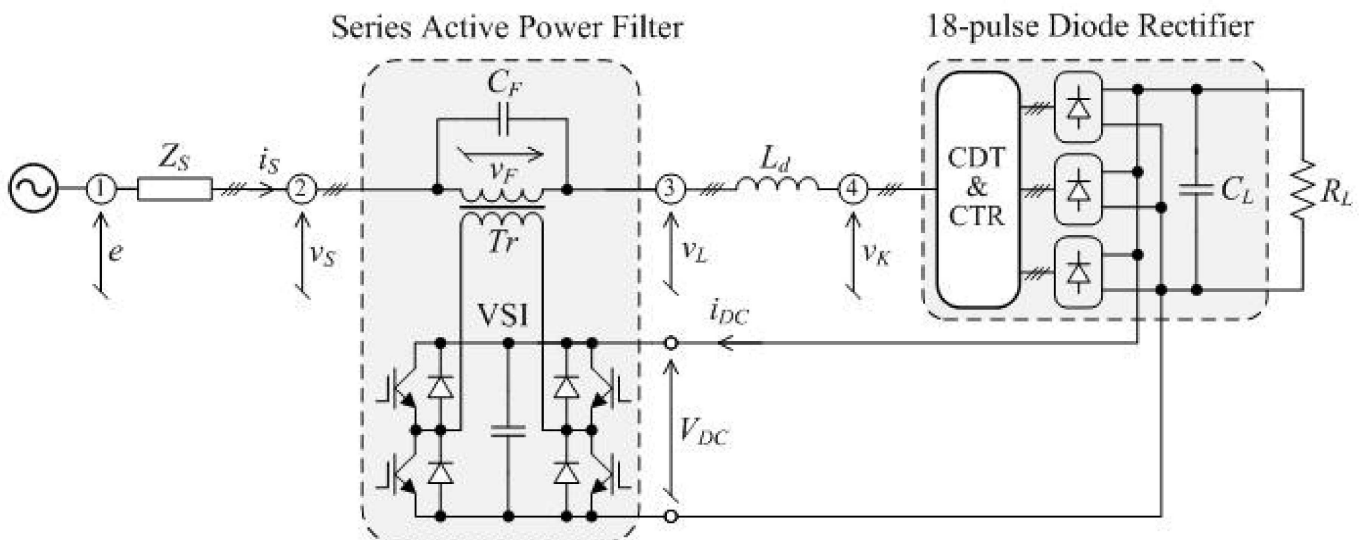 Series Active Power Filter
18-pulse Diode Rectifier
C_F
Z_S
i_S
v_F
L_d
1
2
3
4
CDT
&
CTR
C_L
R_L
Tr
e
v_S
v_L
v_K
VSI
i_DC
V_DC